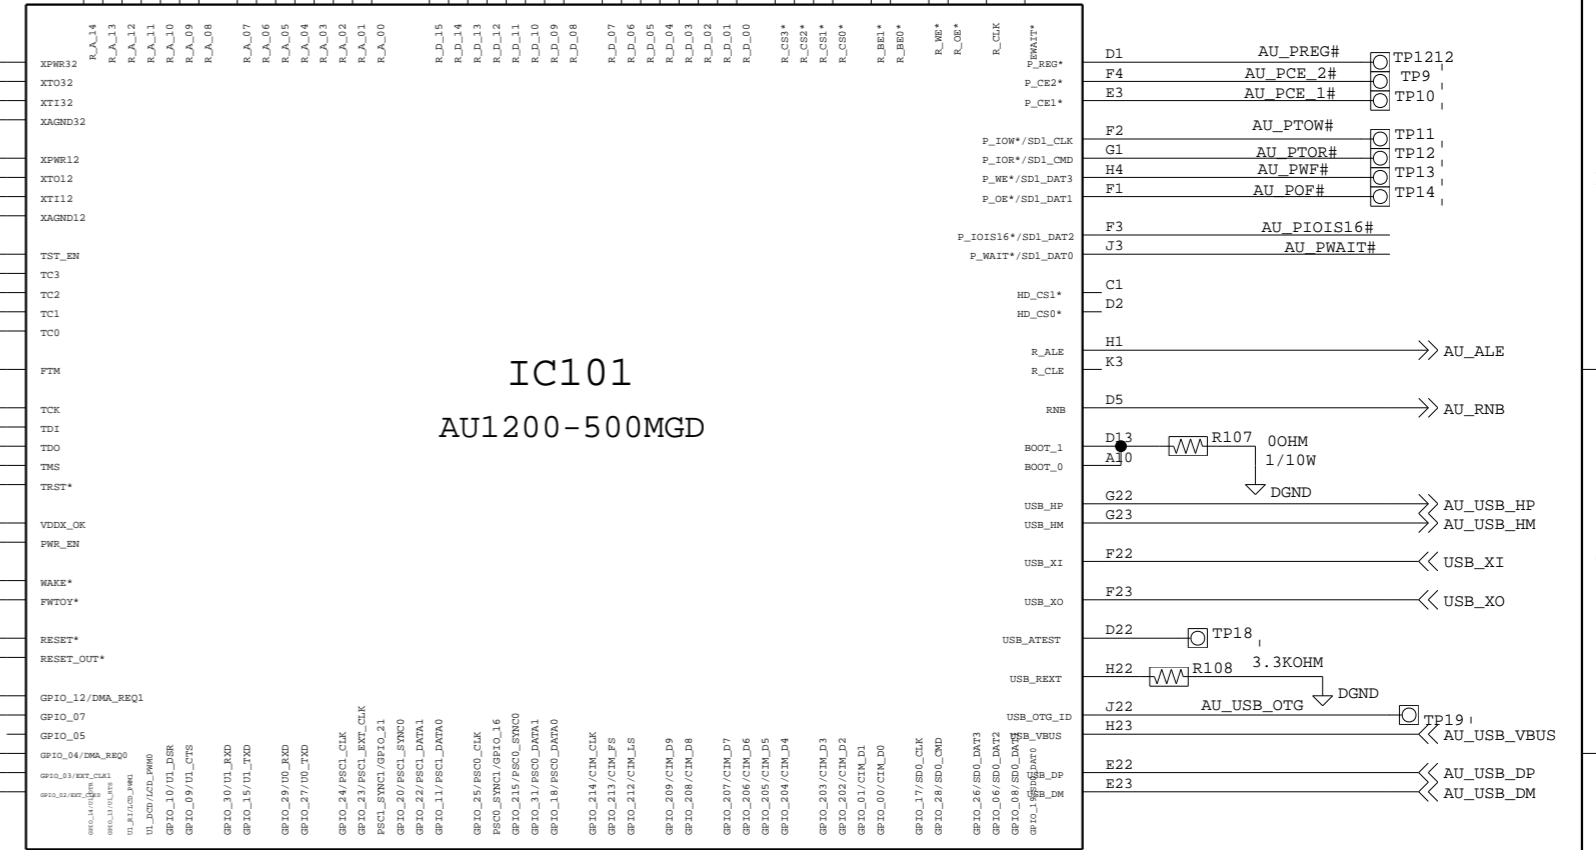 R_A_14
R_A_13
R_A_12
R_A_11
R_A_10
R_A_09
R_A_08
R_A_07
R_A_06
R_A_05
R_A_04
R_A_03
R_A_02
R_A_01
R_A_00
R_D_15
R_D_14
R_D_13
R_D_12
R_D_11
R_D_10
R_D_09
R_D_08
R_D_07
R_D_06
R_D_05
R_D_04
R_D_03
R_D_02
R_D_01
R_D_00
R_CS3*
R_CS2*
R_CS1*
R_CS0*
R_BE1*
R_BE0*
R_WE*
R_OE*
R_CLK
EWAIT*
XPWR32
XTO32
XTI32
XAGND32
XPWR12
XTO12
XTI12
XAGND12
TST_EN
TC3
TC2
TC1
TC0
FTM
TCK
TDI
TDO
TMS
TRST*
VDDX_OK
PWR_EN
WAKE*
FWTOY*
RESET*
RESET_OUT*
GPIO_12/DMA_REQ1
GPIO_07
GPIO_05
GPIO_04/DMA_REQ0
GPIO_03/EXT_CLK1
IC101
AU1200-500MGD
P_REG* D1 AU_PREG# TP1212
P_CE2* F4 AU_PCE_2# TP9
P_CE1* E3 AU_PCE_1# TP10
P_IOW*/SD1_CLK F2 AU_PTOW# TP11
P_IOR*/SD1_CMD G1 AU_PTOR# TP12
P_WE*/SD1_DAT3 H4 AU_PWF# TP13
P_OE*/SD1_DAT1 F1 AU_POF# TP14
P_IOIS16*/SD1_DAT2 F3 AU_PIOIS16#
P_WAIT*/SD1_DAT0 J3 AU_PWAIT#
HD_CS1* C1
HD_CS0* D2
R_ALE H1 AU_ALE
R_CLE K3
RNB D5 AU_RNB
BOOT_1 D13 R107 0OHM
BOOT_0 A10 1/10W
DGND
USB_HP G22 AU_USB_HP
USB_HM G23 AU_USB_HM
USB_XI F22 USB_XI
USB_XO F23 USB_XO
USB_ATEST D22 TP18
USB_REXT H22 R108 3.3KOHM
DGND
USB_OTG_ID J22 AU_USB_OTG TP19
USB_VBUS H23 AU_USB_VBUS
USB_DP E22 AU_USB_DP
USB_DM E23 AU_USB_DM
U1_RI/LCD_PWM1
U1_DCD/LCD_PWM0
GPIO_10/U1_DSR
GPIO_09/U1_CTS
GPIO_30/U1_RXD
GPIO_15/U1_TXD
GPIO_29/U0_RXD
GPIO_27/U0_TXD
GPIO_24/PSC1_CLK
GPIO_23/PSC1_EXT_CLK
PSC1_SYNC1/GPIO_21
GPIO_20/PSC1_SYNC0
GPIO_22/PSC1_DATA1
GPIO_11/PSC1_DATA0
GPIO_25/PSC0_CLK
PSC0_SYNC1/GPIO_16
GPIO_215/PSC0_SYNC0
GPIO_31/PSC0_DATA1
GPIO_18/PSC0_DATA0
GPIO_214/CIM_CLK
GPIO_213/CIM_FS
GPIO_212/CIM_LS
GPIO_209/CIM_D9
GPIO_208/CIM_D8
GPIO_207/CIM_D7
GPIO_206/CIM_D6
GPIO_205/CIM_D5
GPIO_204/CIM_D4
GPIO_203/CIM_D3
GPIO_202/CIM_D2
GPIO_01/CIM_D1
GPIO_00/CIM_D0
GPIO_17/SD0_CLK
GPIO_28/SD0_CMD
GPIO_26/SD0_DAT3
GPIO_06/SD0_DAT2